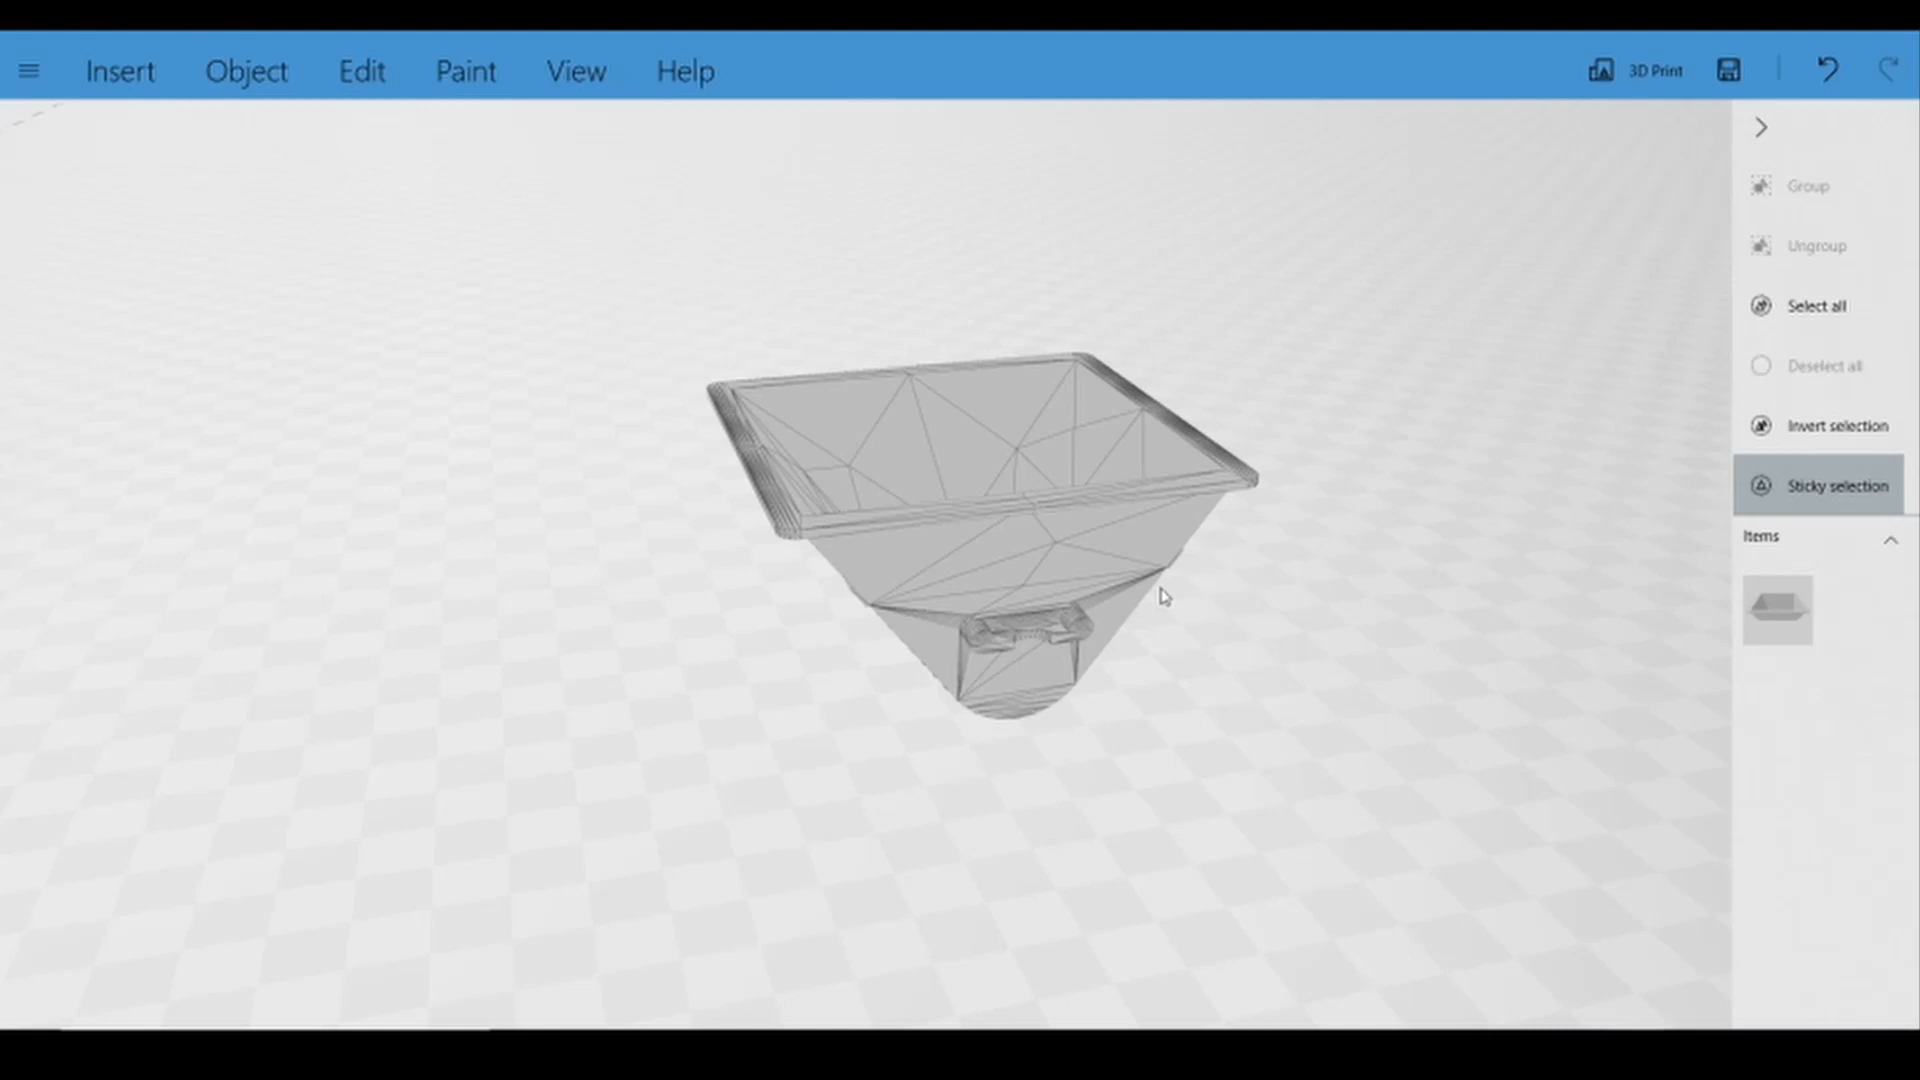 Insert Object Edit Paint View Help 3D Print
Group
Ungroup
Select all
Deselect all
Invert selection
Sticky selection
Items